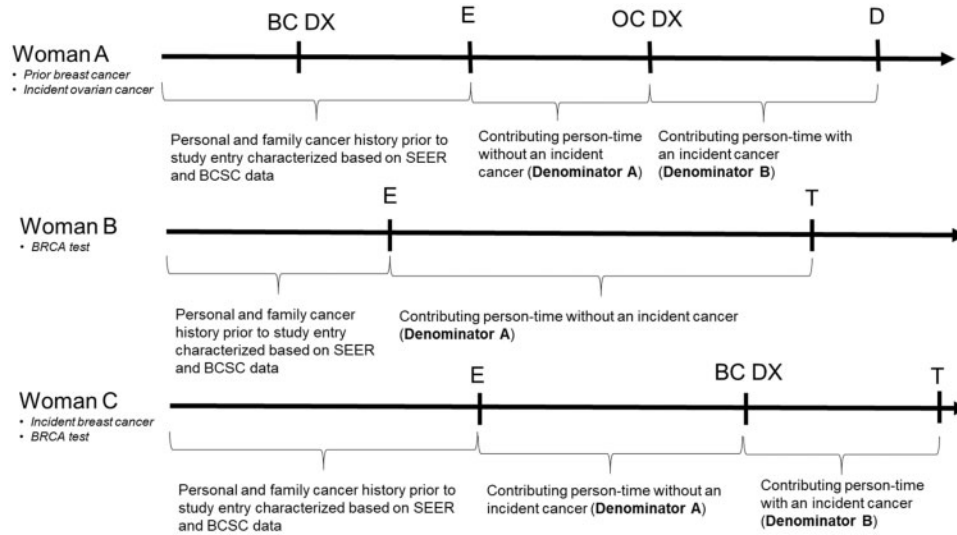 BC DX
E
OC DX
D
Woman A
• Prior breast cancer
• Incident ovarian cancer
Personal and family cancer history prior to
study entry characterized based on SEER
and BCSC data
Contributing person-time
without an incident
cancer (Denominator A)
Contributing person-time with
an incident cancer
(Denominator B)
E
T
Woman B
• BRCA test
Personal and family cancer
history prior to study entry
characterized based on SEER
and BCSC data
Contributing person-time without an incident cancer
(Denominator A)
E
BC DX
T
Woman C
• Incident breast cancer
• BRCA test
Personal and family cancer history prior to
study entry characterized based on SEER
and BCSC data
Contributing person-time without an
incident cancer (Denominator A)
Contributing person-time
with an incident cancer
(Denominator B)